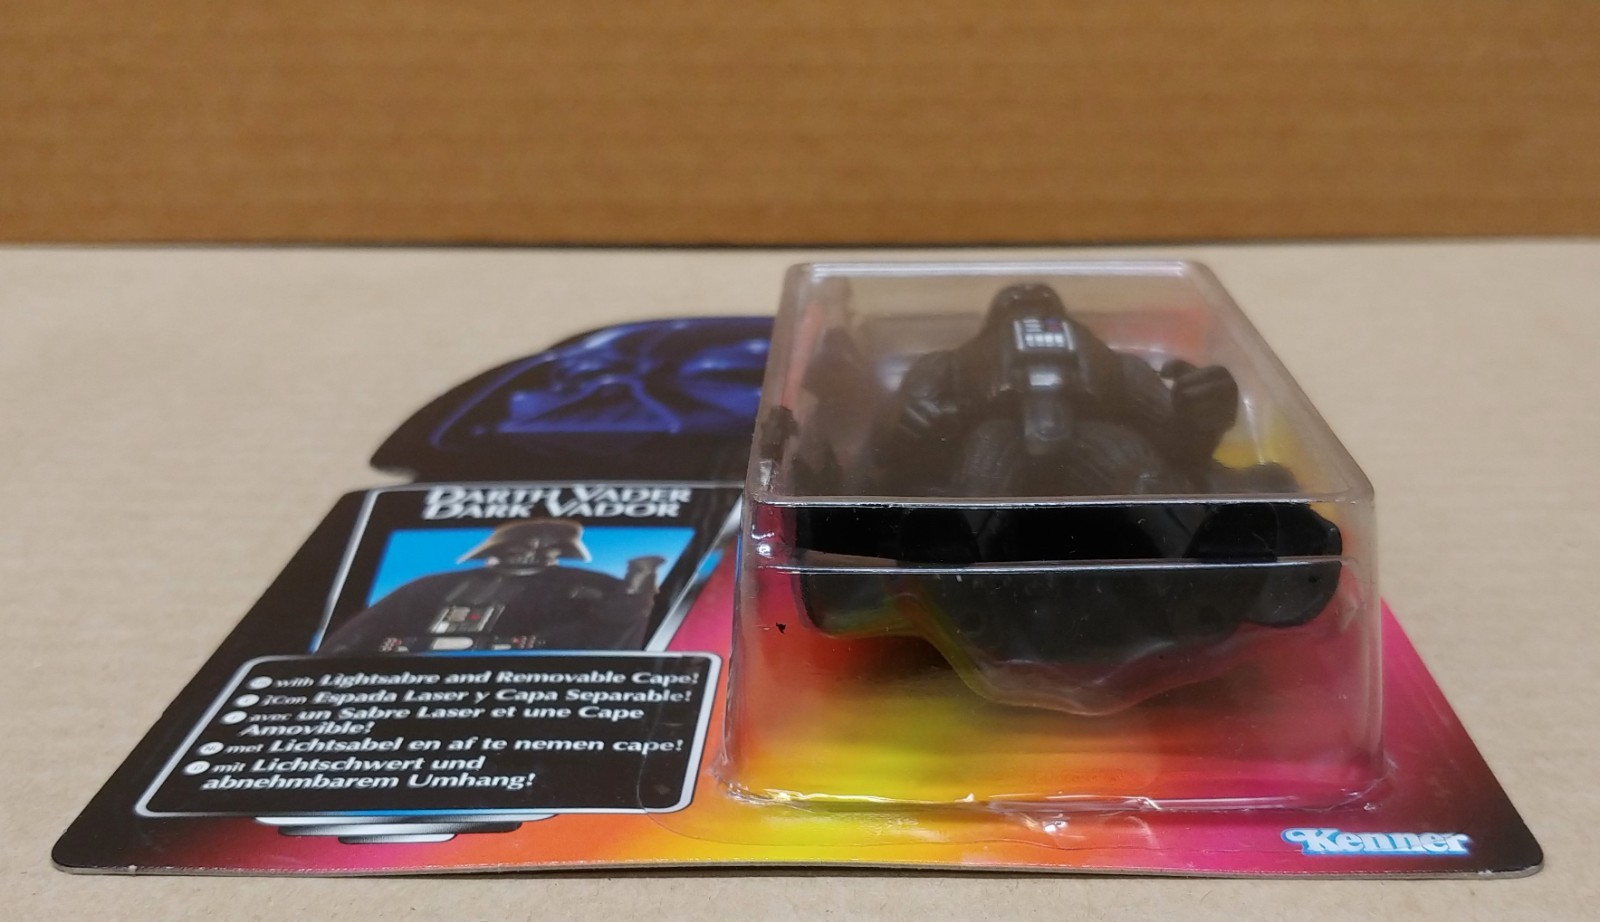 DARTH VADER
DARK VADOR
with Lightsabre and Removable Cape!
¡Con Espada Laser y Capa Separable!
avec un Sabre Laser et une Cape
Amovible!
met Lichtsabel en af te nemen cape!
mit Lichtschwert und
abnehmbarem Umhang!
Kenner